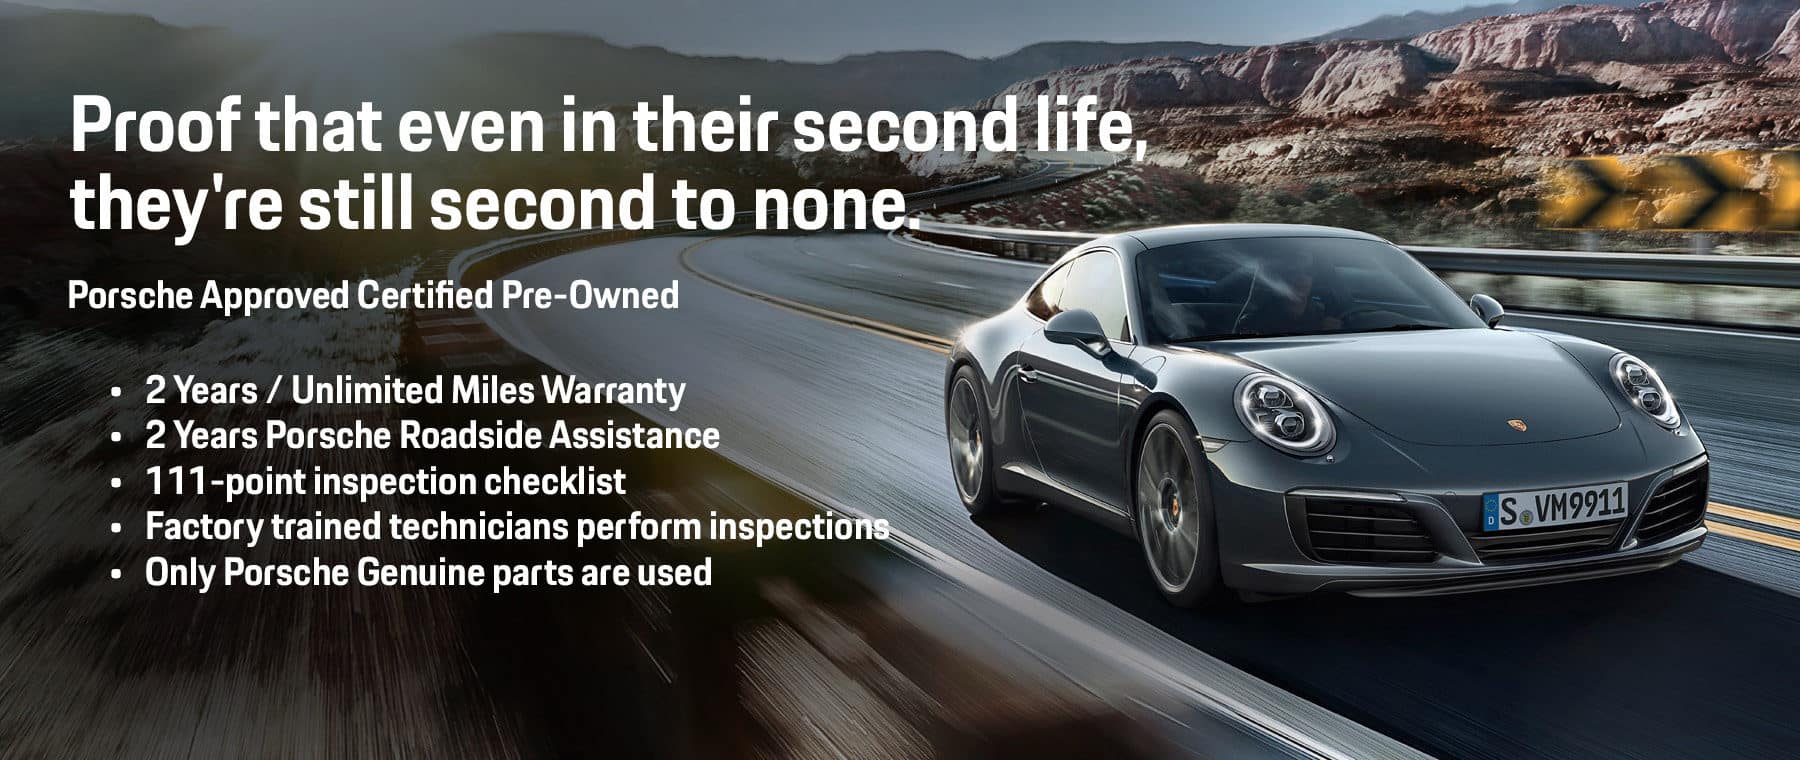 Proof that even in their second life,
they're still second to none.
Porsche Approved Certified Pre-Owned
• 2 Years / Unlimited Miles Warranty
• 2 Years Porsche Roadside Assistance
• 111-point inspection checklist
• Factory trained technicians perform inspections
• Only Porsche Genuine parts are used
D S VM9911